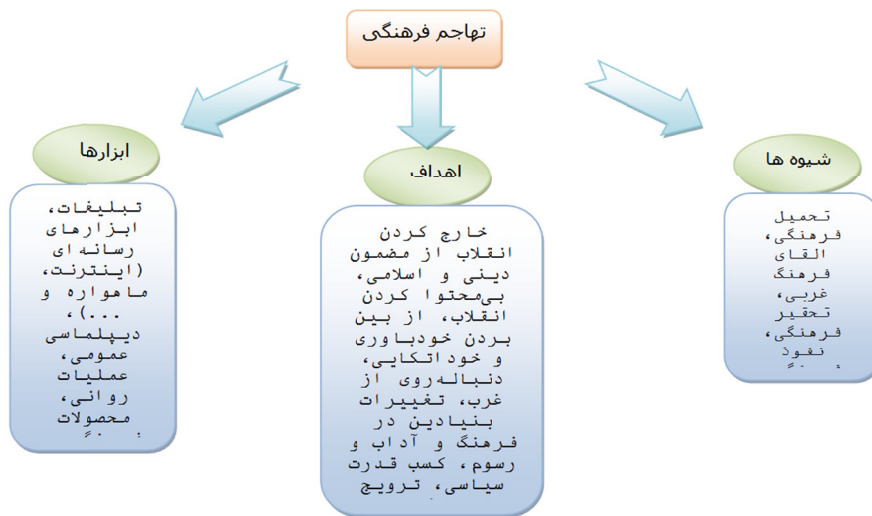 تهاجم فرهنگی
شیوه ها
تحمیل
فرهنگی،
القای
فرهنگ
غربی،
تحقیر
فرهنگی،
نفوذ
اهداف
خارج کردن
انقلاب از مضمون
دینی و اسلامی،
بی‌محتوا کردن
انقلاب، از بین
بردن خودباوری
و خوداتکایی،
دنباله‌روی از
غرب، تغییرات
بنیادین در
فرهنگ و آداب و
رسوم، کسب قدرت
سیاسی، ترویج
ابزارها
تبلیغات،
ابزارهای
رسانه ای
(اینترنت،
ماهواره و
...)،
دیپلماسی
عمومی،
عملیات
روانی،
محصولات